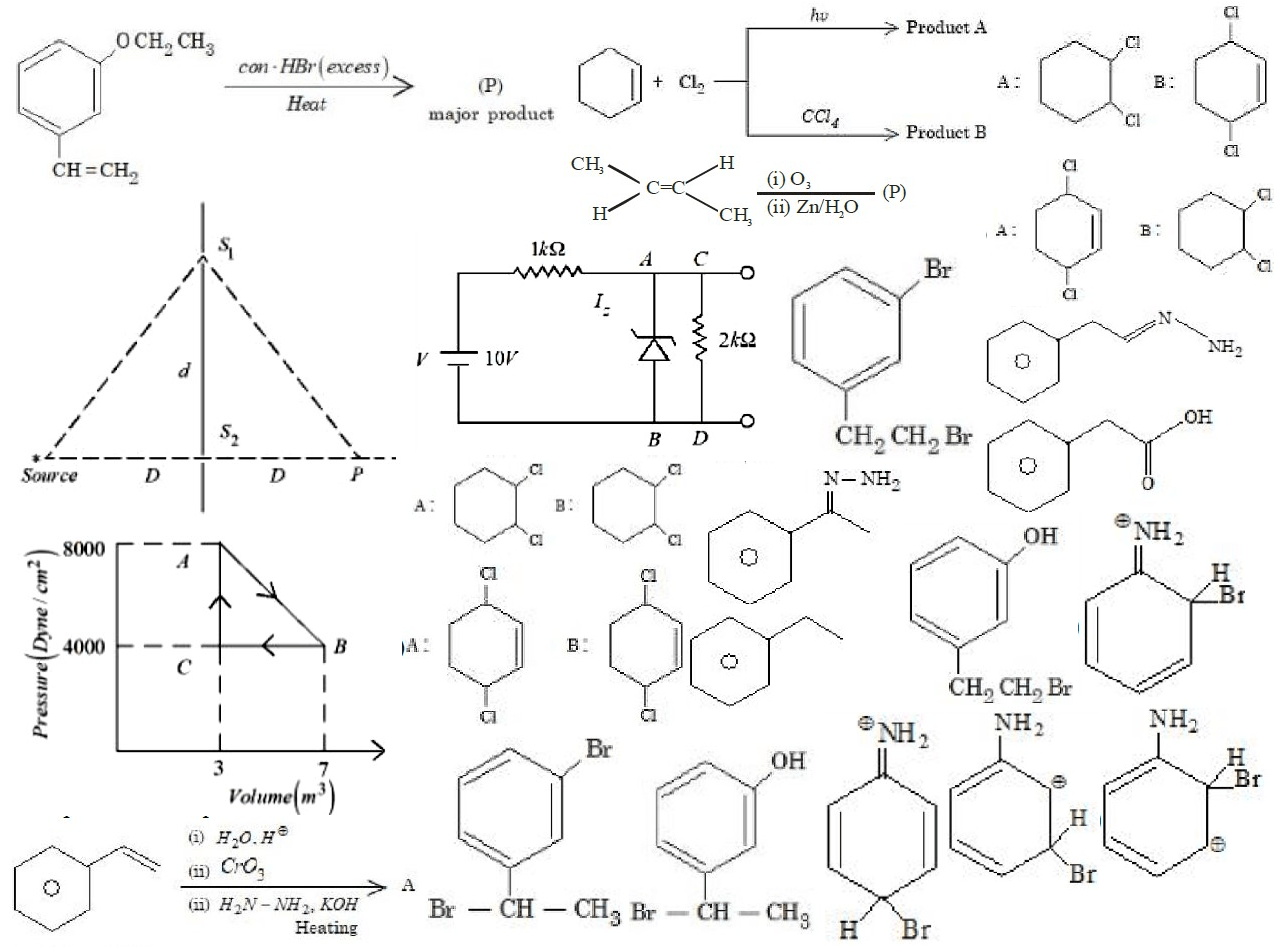 OCH₂CH₃
con·HBr(excess)
Heat
(P)
major product
CH=CH₂
+ Cl₂
hν
Product A
CCl₄
Product B
A: Cl Cl
B: Cl Cl
CH₃ H
C=C
H CH₃
(i) O₃
(ii) Zn/H₂O
(P)
A: Cl Cl
B: Cl Cl
S₁
d
S₂
* Source D D P
1kΩ A C
I_z
V 10V 2kΩ
B D
Br
CH₂CH₂Br
N
NH₂
OH
O
A: Cl Cl
B: Cl Cl
N–NH₂
A: Cl Cl
B: Cl Cl
OH
CH₂CH₂Br
⊕NH₂
H
Br
Pressure(Dyne/cm²)
8000 A
4000 C B
3 7
Volume(m³)
(i) H₂O.H⊕
(ii) CrO₃
(ii) H₂N–NH₂, KOH
Heating
A
Br
Br–CH–CH₃
OH
Br–CH–CH₃
⊕NH₂
H Br
NH₂
⊕
H
Br
NH₂
H
Br
⊕